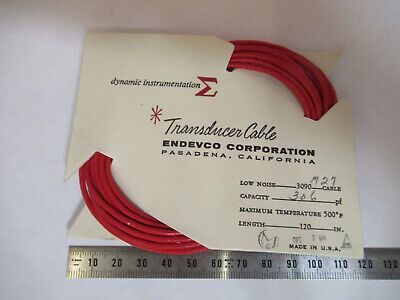 dynamic instrumentation Σ
* Transducer Cable
ENDEVCO CORPORATION
PASADENA, CALIFORNIA
LOW NOISE 3090 M27 CABLE
CAPACITY 306 pf
MAXIMUM TEMPERATURE 500°F
LENGTH 120 IN.
DEC
MADE IN U.S.A.
10 20 30 40 50 60 70 80 90 100 110 120 130